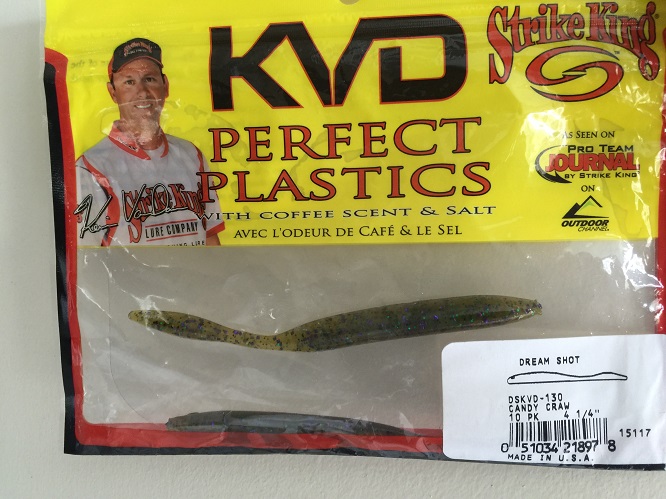 KVD
Strike King
PERFECT
PLASTICS
WITH COFFEE SCENT & SALT
AVEC L'ODEUR DE CAFÉ & LE SEL
AS SEEN ON
PRO TEAM
JOURNAL
BY STRIKE KING
ON
OUTDOOR
CHANNEL
Strike King
LURE COMPANY
DREAM SHOT
DSKVD-130
CANDY CRAW
10 PK 4 1/4"
15117
0 51034 21897 8
MADE IN U.S.A.